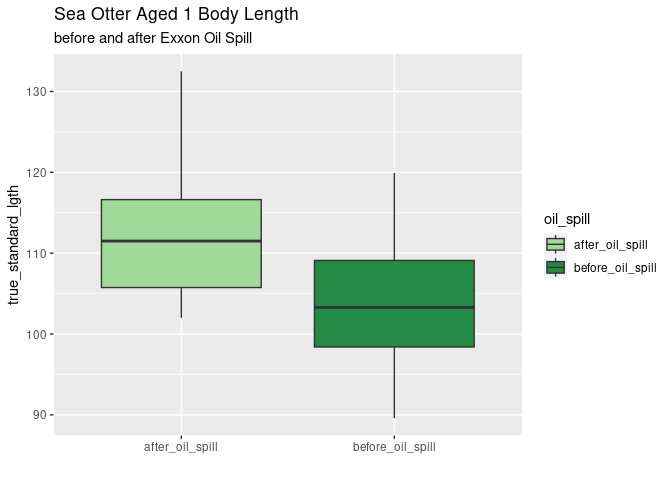 Sea Otter Aged 1 Body Length
before and after Exxon Oil Spill
130
120
110
100
90
true_standard_lgth
after_oil_spill
before_oil_spill
oil_spill
after_oil_spill
before_oil_spill